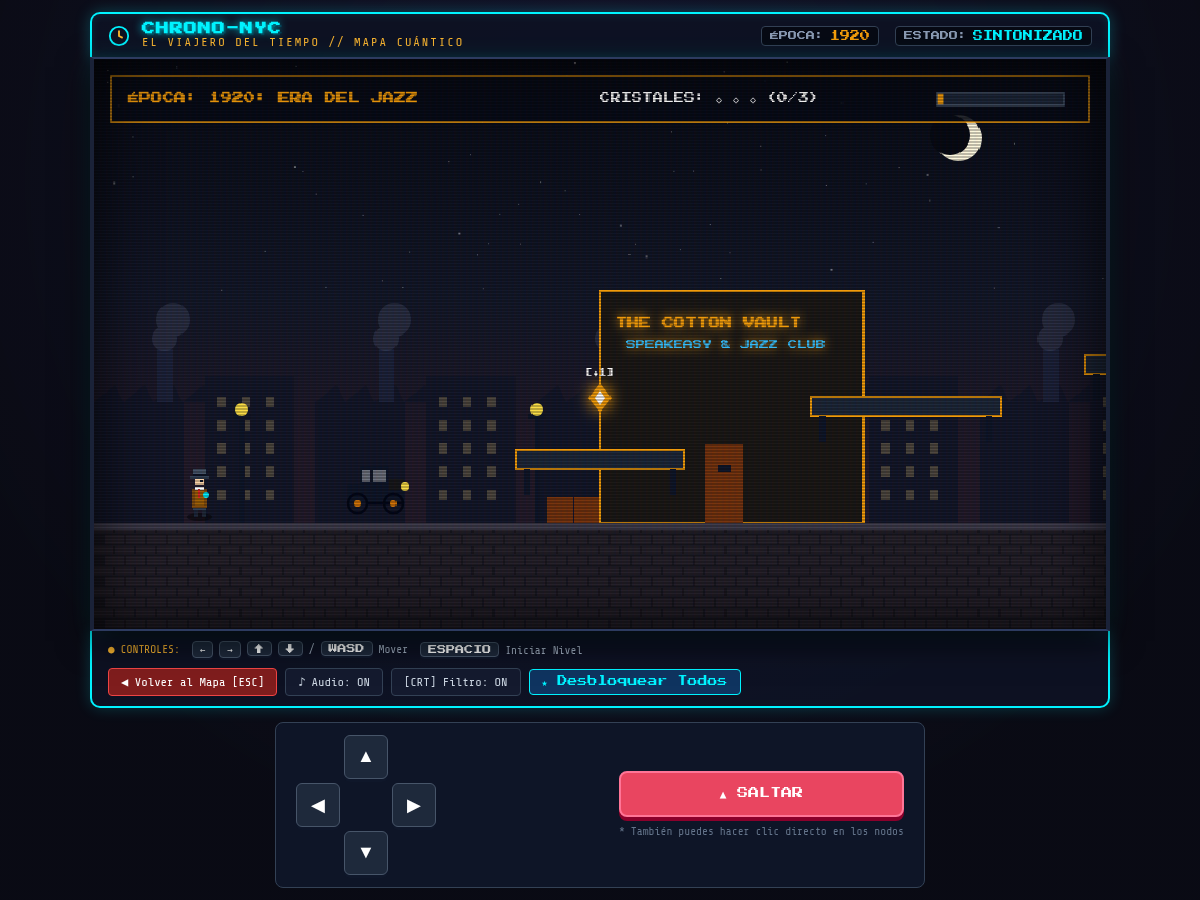 CHRONO-NYC
EL VIAJERO DEL TIEMPO // MAPA CUÁNTICO
éPOCA: 1920
ESTADO: SINTONIZADO
éPOCA: 1920: ERA DEL JAZZ
CRISTALES: ◇ ◇ ◇ (0/3)
THE COTTON VAULT
SPEAKEASY & JAZZ CLUB
[↓1]
● CONTROLES: ← → ↑ ↓ / WASD Mover ESPACIO Iniciar Nivel
◀ Volver al Mapa [ESC]
♪ Audio: ON
[CRT] Filtro: ON
★ Desbloquear Todos
▲
◀ ▶
▼
▲ SALTAR
* También puedes hacer clic directo en los nodos